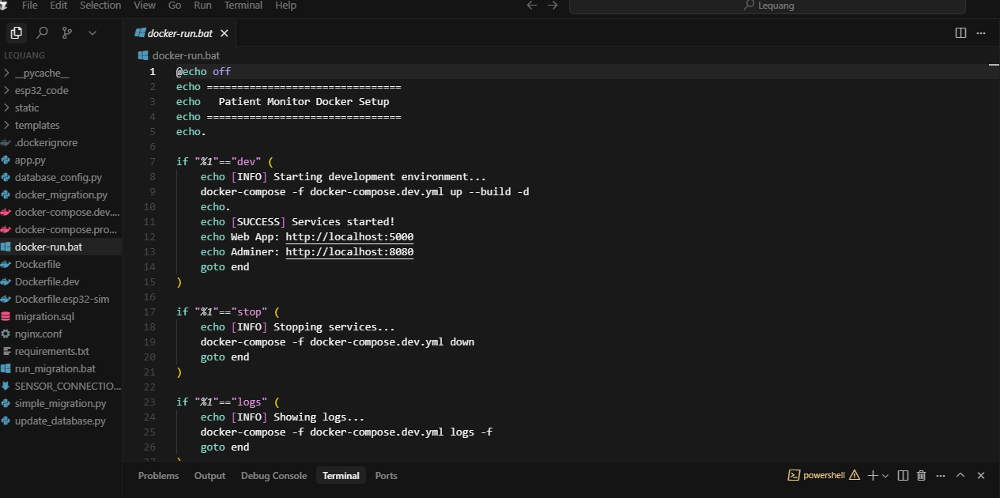 File Edit Selection View Go Run Terminal Help
Lequang
docker-run.bat
LEQUANG
__pycache__
esp32_code
static
templates
.dockerignore
app.py
database_config.py
docker_migration.py
docker-compose.dev....
docker-compose.pro...
docker-run.bat
Dockerfile
Dockerfile.dev
Dockerfile.esp32-sim
migration.sql
nginx.conf
requirements.txt
run_migration.bat
SENSOR_CONNECTIO...
simple_migration.py
update_database.py
docker-run.bat
1 @echo off
2 echo ================================
3 echo   Patient Monitor Docker Setup
4 echo ================================
5 echo.
6
7 if "%1"=="dev" (
8     echo [INFO] Starting development environment...
9     docker-compose -f docker-compose.dev.yml up --build -d
10     echo.
11     echo [SUCCESS] Services started!
12     echo Web App: http://localhost:5000
13     echo Adminer: http://localhost:8080
14     goto end
15 )
16
17 if "%1"=="stop" (
18     echo [INFO] Stopping services...
19     docker-compose -f docker-compose.dev.yml down
20     goto end
21 )
22
23 if "%1"=="logs" (
24     echo [INFO] Showing logs...
25     docker-compose -f docker-compose.dev.yml logs -f
26     goto end
27 )
Problems Output Debug Console Terminal Ports
powershell